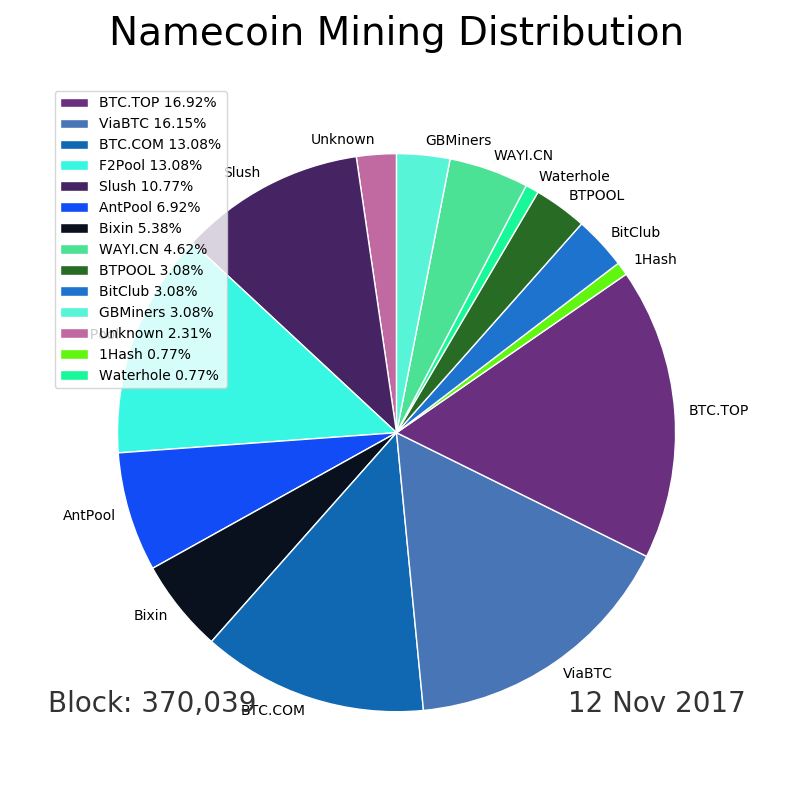 Namecoin Mining Distribution
BTC.TOP 16.92%
ViaBTC 16.15%
BTC.COM 13.08%
F2Pool 13.08%
Slush 10.77%
AntPool 6.92%
Bixin 5.38%
WAYI.CN 4.62%
BTPOOL 3.08%
BitClub 3.08%
GBMiners 3.08%
Unknown 2.31%
1Hash 0.77%
Waterhole 0.77%
Unknown
GBMiners
WAYI.CN
Waterhole
BTPOOL
BitClub
1Hash
BTC.TOP
ViaBTC
BTC.COM
Bixin
AntPool
Slush
Block: 370,039
12 Nov 2017